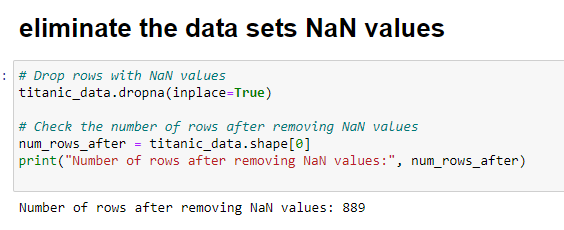 eliminate the data sets NaN values
: # Drop rows with NaN values
titanic_data.dropna(inplace=True)
# Check the number of rows after removing NaN values
num_rows_after = titanic_data.shape[0]
print("Number of rows after removing NaN values:", num_rows_after)
Number of rows after removing NaN values: 889